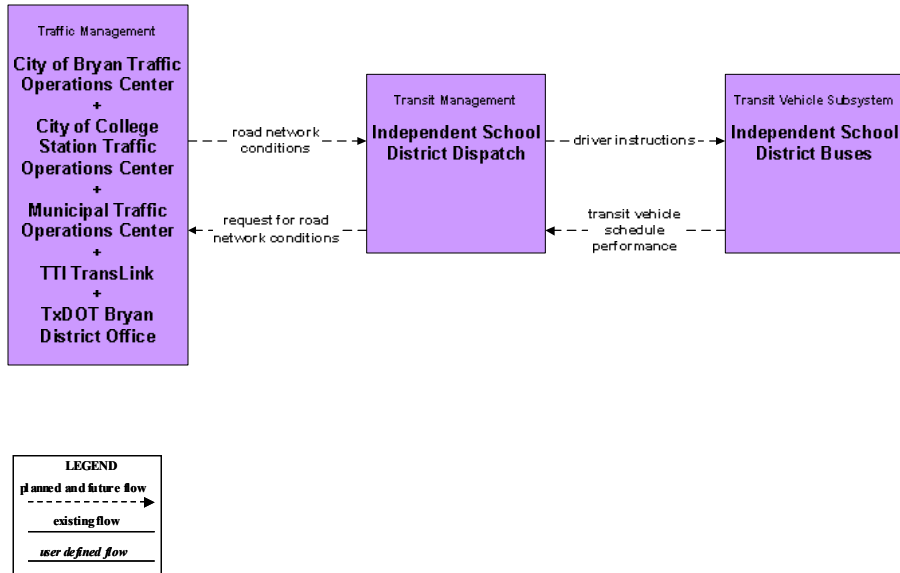 Traffic Management
City of Bryan Traffic
Operations Center
+
City of College
Station Traffic
Operations Center
+
Municipal Traffic
Operations Center
+
TTI TransLink
+
TxDOT Bryan
District Office
road network
conditions
request for road
network conditions
Transit Management
Independent School
District Dispatch
driver instructions
transit vehicle
schedule
performance
Transit Vehicle Subsystem
Independent School
District Buses
LEGEND
planned and future flow
existing flow
user defined flow